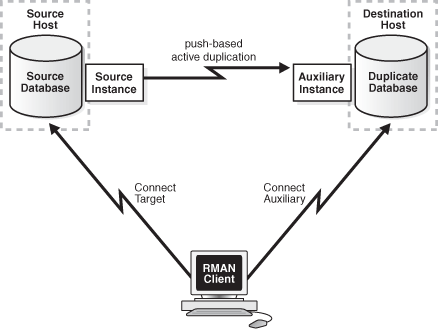 Source
Host
Destination
Host
push-based
active duplication
Source
Database
Source
Instance
Auxiliary
Instance
Duplicate
Database
Connect
Target
Connect
Auxiliary
RMAN
Client